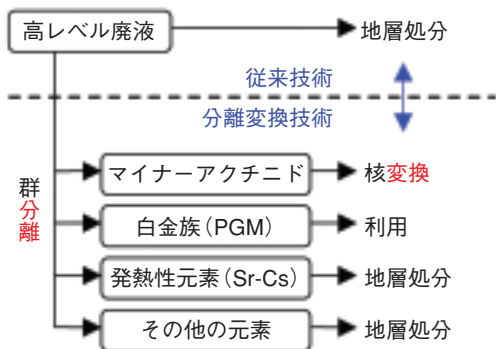 高レベル廃液
地層処分
従来技術
分離変換技術
群分離
マイナーアクチニド
核変換
白金族(PGM)
利用
発熱性元素(Sr-Cs)
地層処分
その他の元素
地層処分